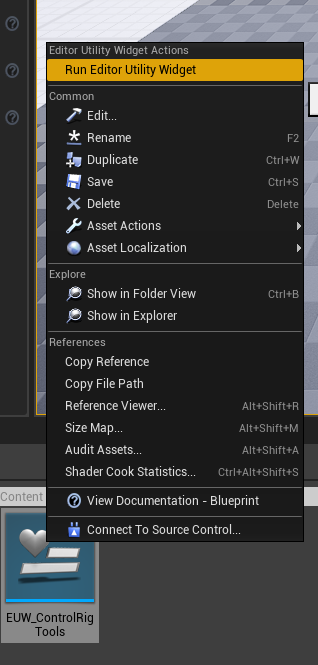 Editor Utility Widget Actions
Run Editor Utility Widget
Common
Edit...
Rename F2
Duplicate Ctrl+W
Save Ctrl+S
Delete Delete
Asset Actions
Asset Localization
Explore
Show in Folder View Ctrl+B
Show in Explorer
References
Copy Reference
Copy File Path
Reference Viewer... Alt+Shift+R
Size Map... Alt+Shift+M
Audit Assets... Alt+Shift+A
Shader Cook Statistics... Ctrl+Alt+Shift+S
View Documentation - Blueprint
Connect To Source Control...
Content
EUW_ControlRig
Tools